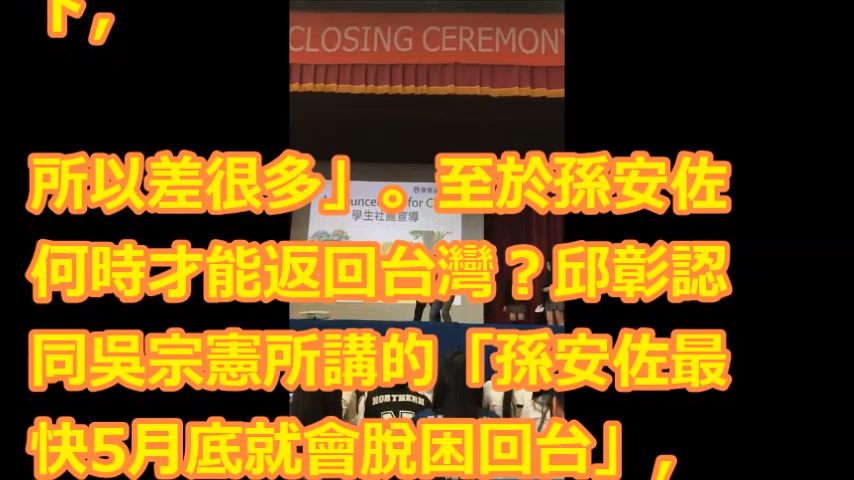 下,
CLOSING CEREMONY
所以差很多」。至於孫安佐
學生社團宣導
何時才能返回台灣?邱彰認
同吳宗憲所講的「孫安佐最
NORTHERN
快5月底就會脫困回台」,